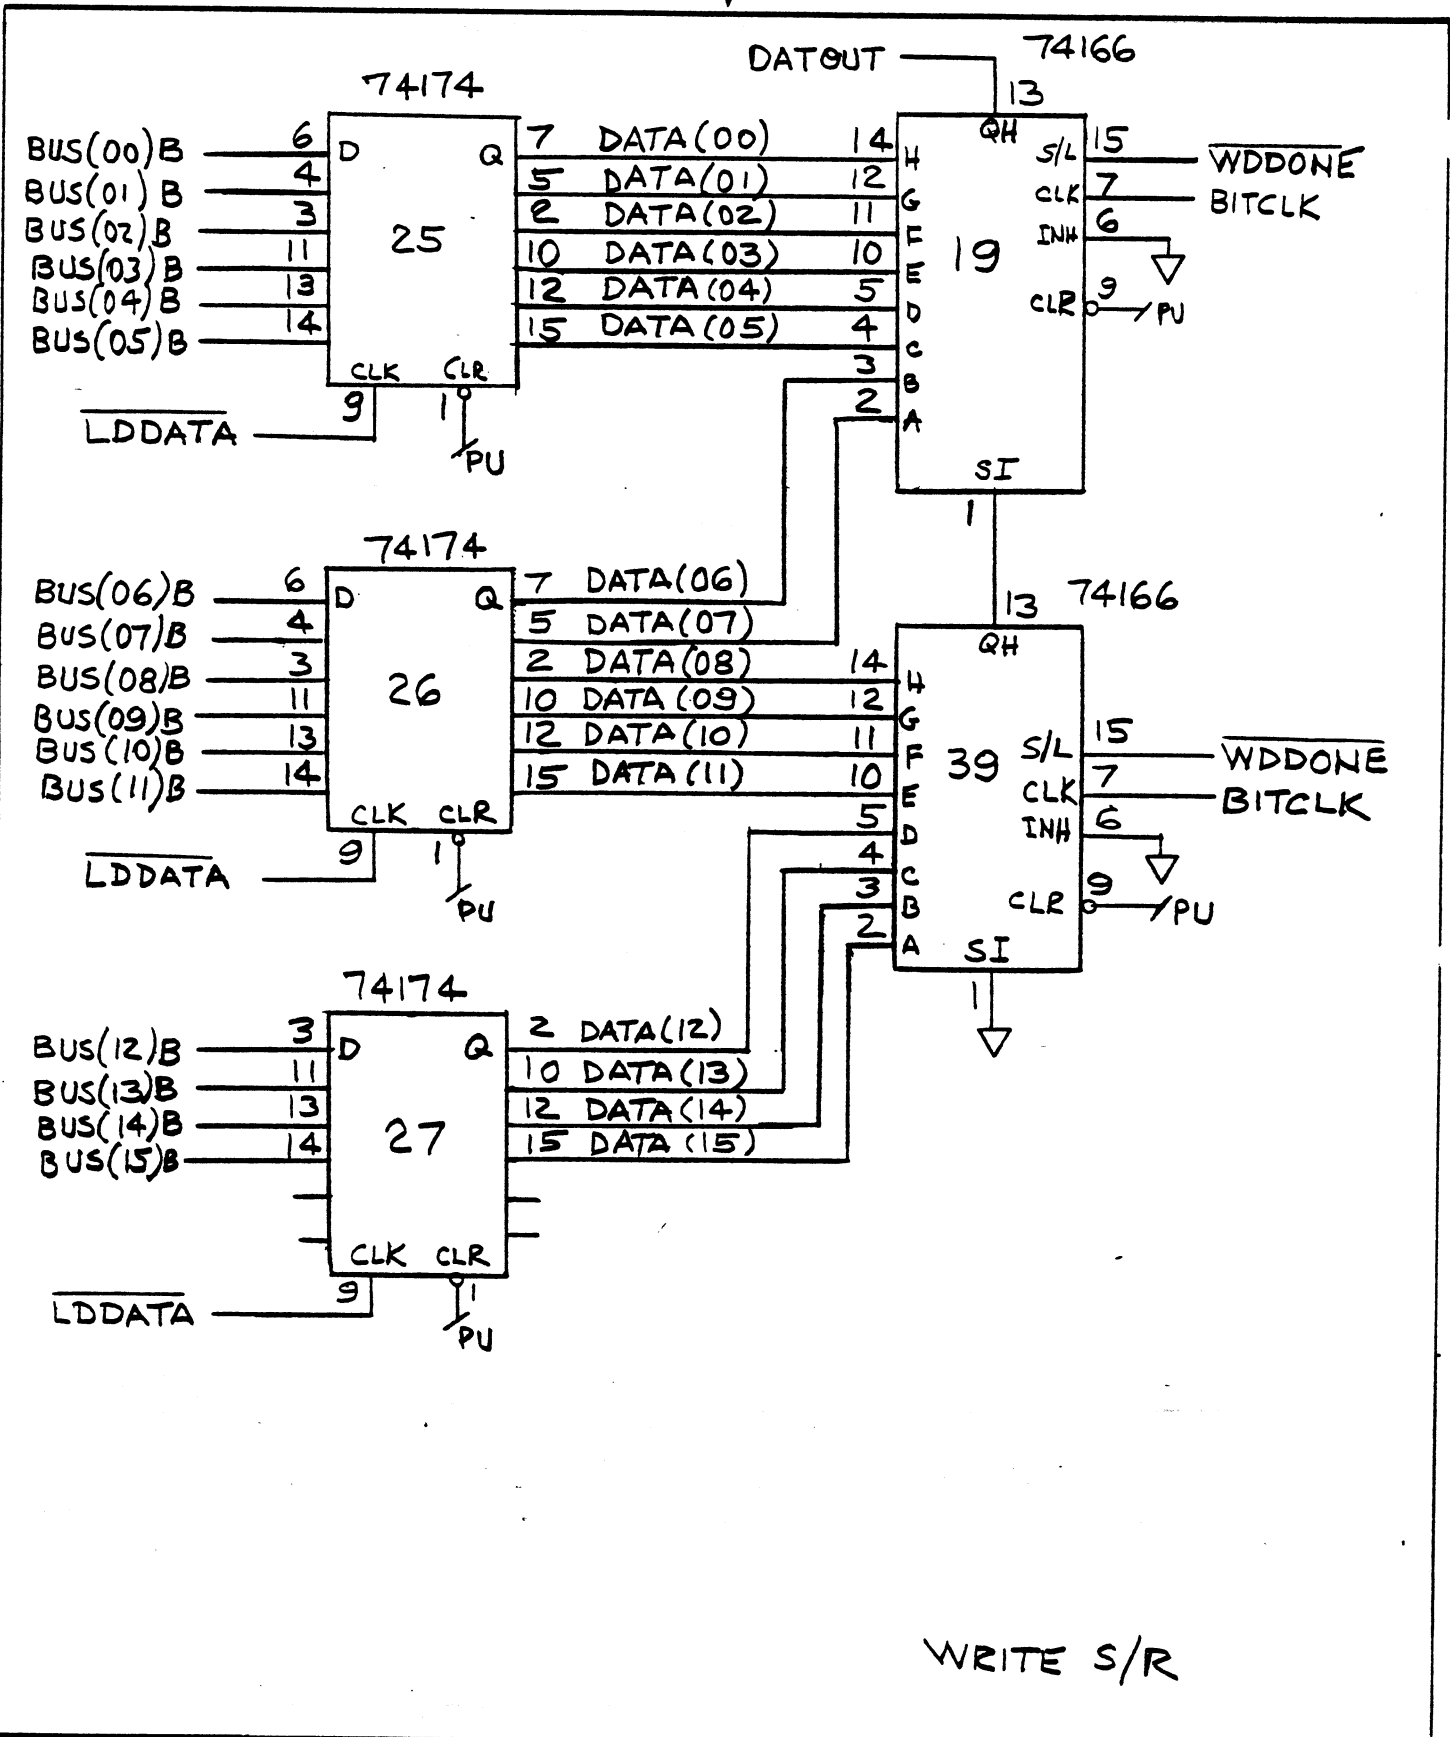 DATOUT 74166
74174 13
QH
BUS(00)B 6 D Q 7 DATA(00) 14 H S/L 15 WDDONE
BUS(01)B 4 5 DATA(01) 12 G CLK 7 BITCLK
BUS(02)B 3 2 DATA(02) 11 F INH 6
25 19
BUS(03)B 11 10 DATA(03) 10 E
BUS(04)B 13 12 DATA(04) 5 D CLR 9 PU
BUS(05)B 14 15 DATA(05) 4 C
CLK CLR 3 B
9 1 2 A
LDDATA PU
SI
1
74174
BUS(06)B 6 D Q 7 DATA(06) 13 74166
BUS(07)B 4 5 DATA(07) QH
BUS(08)B 3 2 DATA(08) 14 H
26
BUS(09)B 11 10 DATA(09) 12 G
BUS(10)B 13 12 DATA(10) 11 F S/L 15 WDDONE
39
BUS(11)B 14 15 DATA(11) 10 E CLK 7 BITCLK
CLK CLR 5 D INH 6
9 1 4 C
LDDATA PU 3 B CLR 9 PU
2 A SI
74174 1
BUS(12)B 3 D Q 2 DATA(12)
BUS(13)B 11 10 DATA(13)
BUS(14)B 13 12 DATA(14)
27
BUS(15)B 14 15 DATA(15)
CLK CLR
9 1
LDDATA PU
WRITE S/R